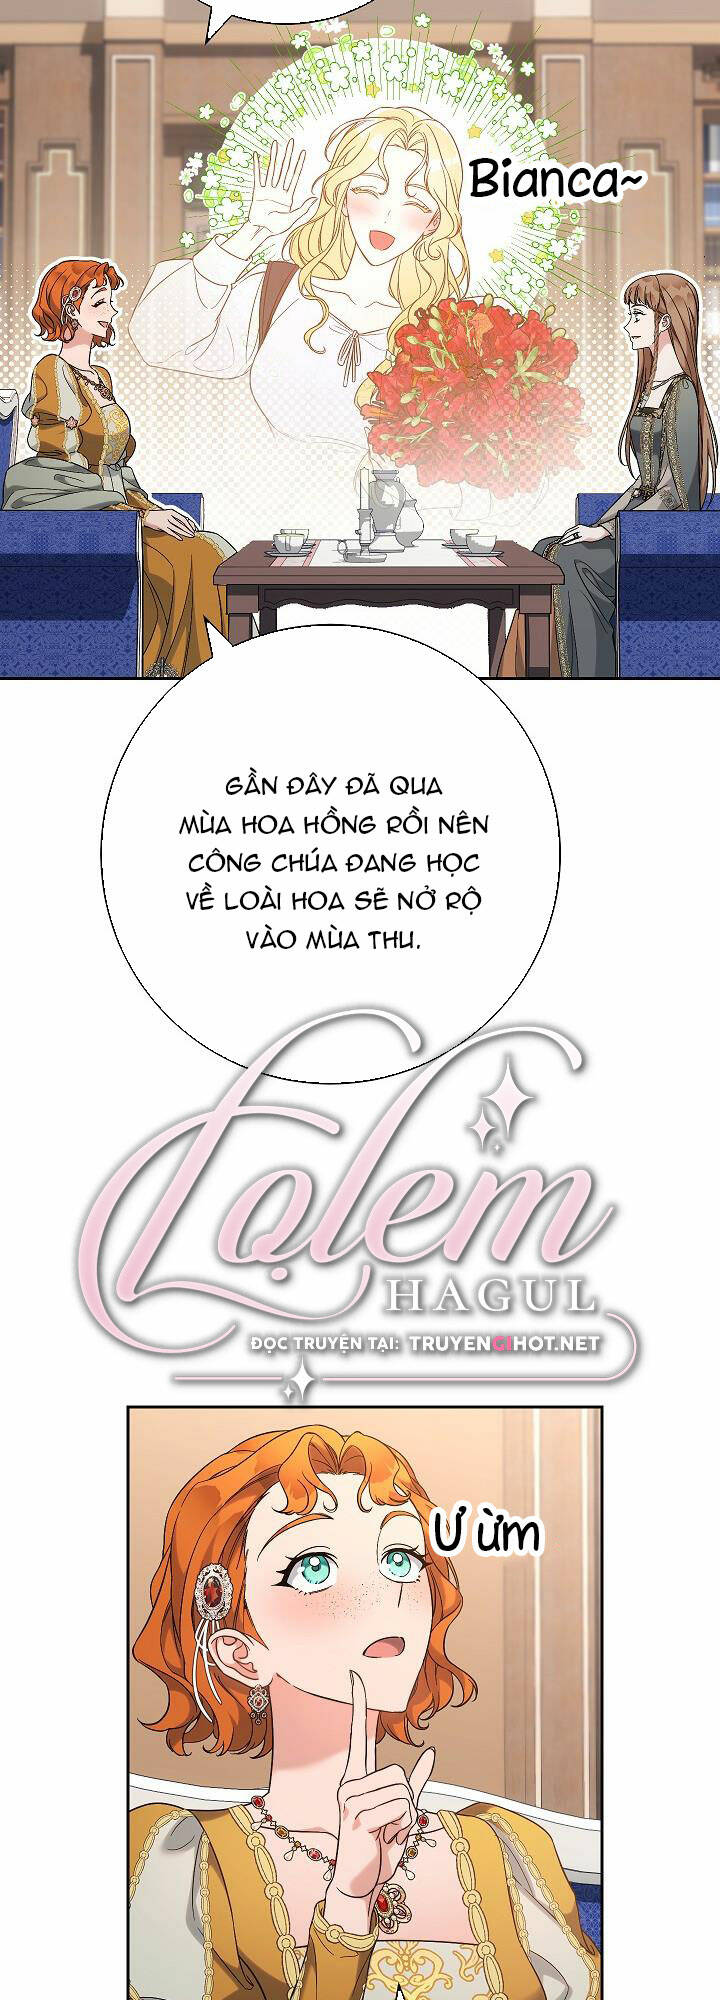 Bianca~
GẦN ĐÂY ĐÃ QUA
MÙA HOA HỒNG RỒI NÊN
CÔNG CHÚA ĐANG HỌC
VỀ LOÀI HOA SẼ NỞ RỘ
VÀO MÙA THU.
Lọlem
HAGUL
ĐỌC TRUYỆN TẠI: TRUYENGIHOT.NET
Ư ừm